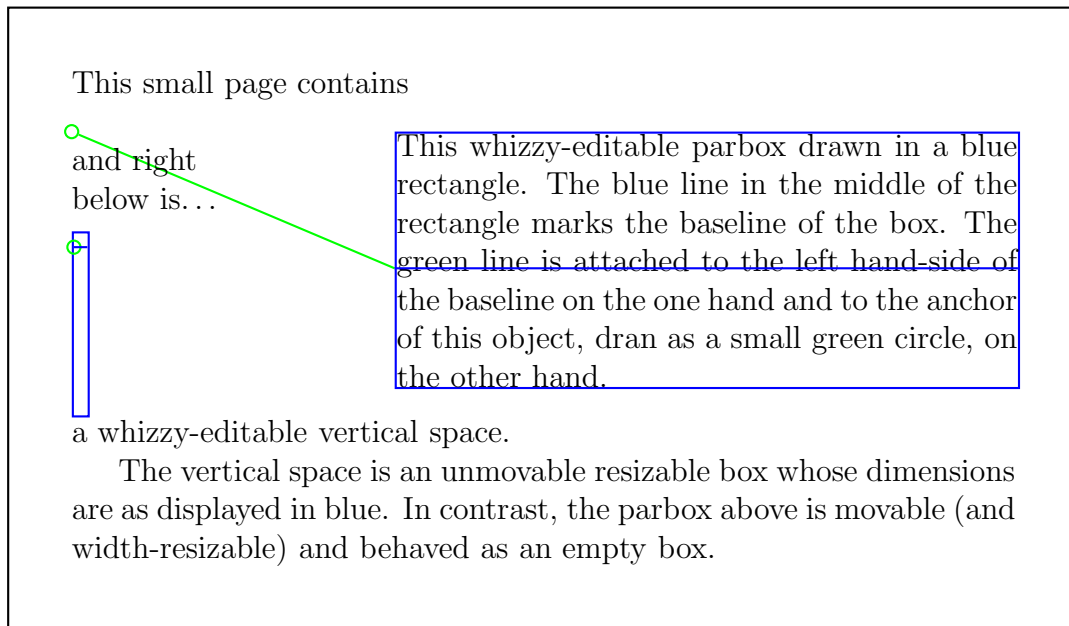 This small page contains
and right
below is…
This whizzy-editable parbox drawn in a blue
rectangle. The blue line in the middle of the
rectangle marks the baseline of the box. The
green line is attached to the left hand-side of
the baseline on the one hand and to the anchor
of this object, dran as a small green circle, on
the other hand.
a whizzy-editable vertical space.
The vertical space is an unmovable resizable box whose dimensions
are as displayed in blue. In contrast, the parbox above is movable (and
width-resizable) and behaved as an empty box.